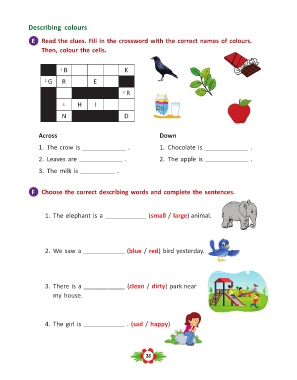 Describing colours
E Read the clues. Fill in the crossword with the correct names of colours.
Then, colour the cells.
1. B K
2. G R E
2. R
3. H I
N D
Across Down
1. The crow is ____________ . 1. Chocolate is ____________ .
2. Leaves are ____________ . 2. The apple is ____________ .
3. The milk is __________ .
F Choose the correct describing words and complete the sentences.
1. The elephant is a ____________ (small / large) animal.
2. We saw a ____________ (blue / red) bird yesterday.
3. There is a ____________ (clean / dirty) park near
my house.
4. The girl is ____________ . (sad / happy)